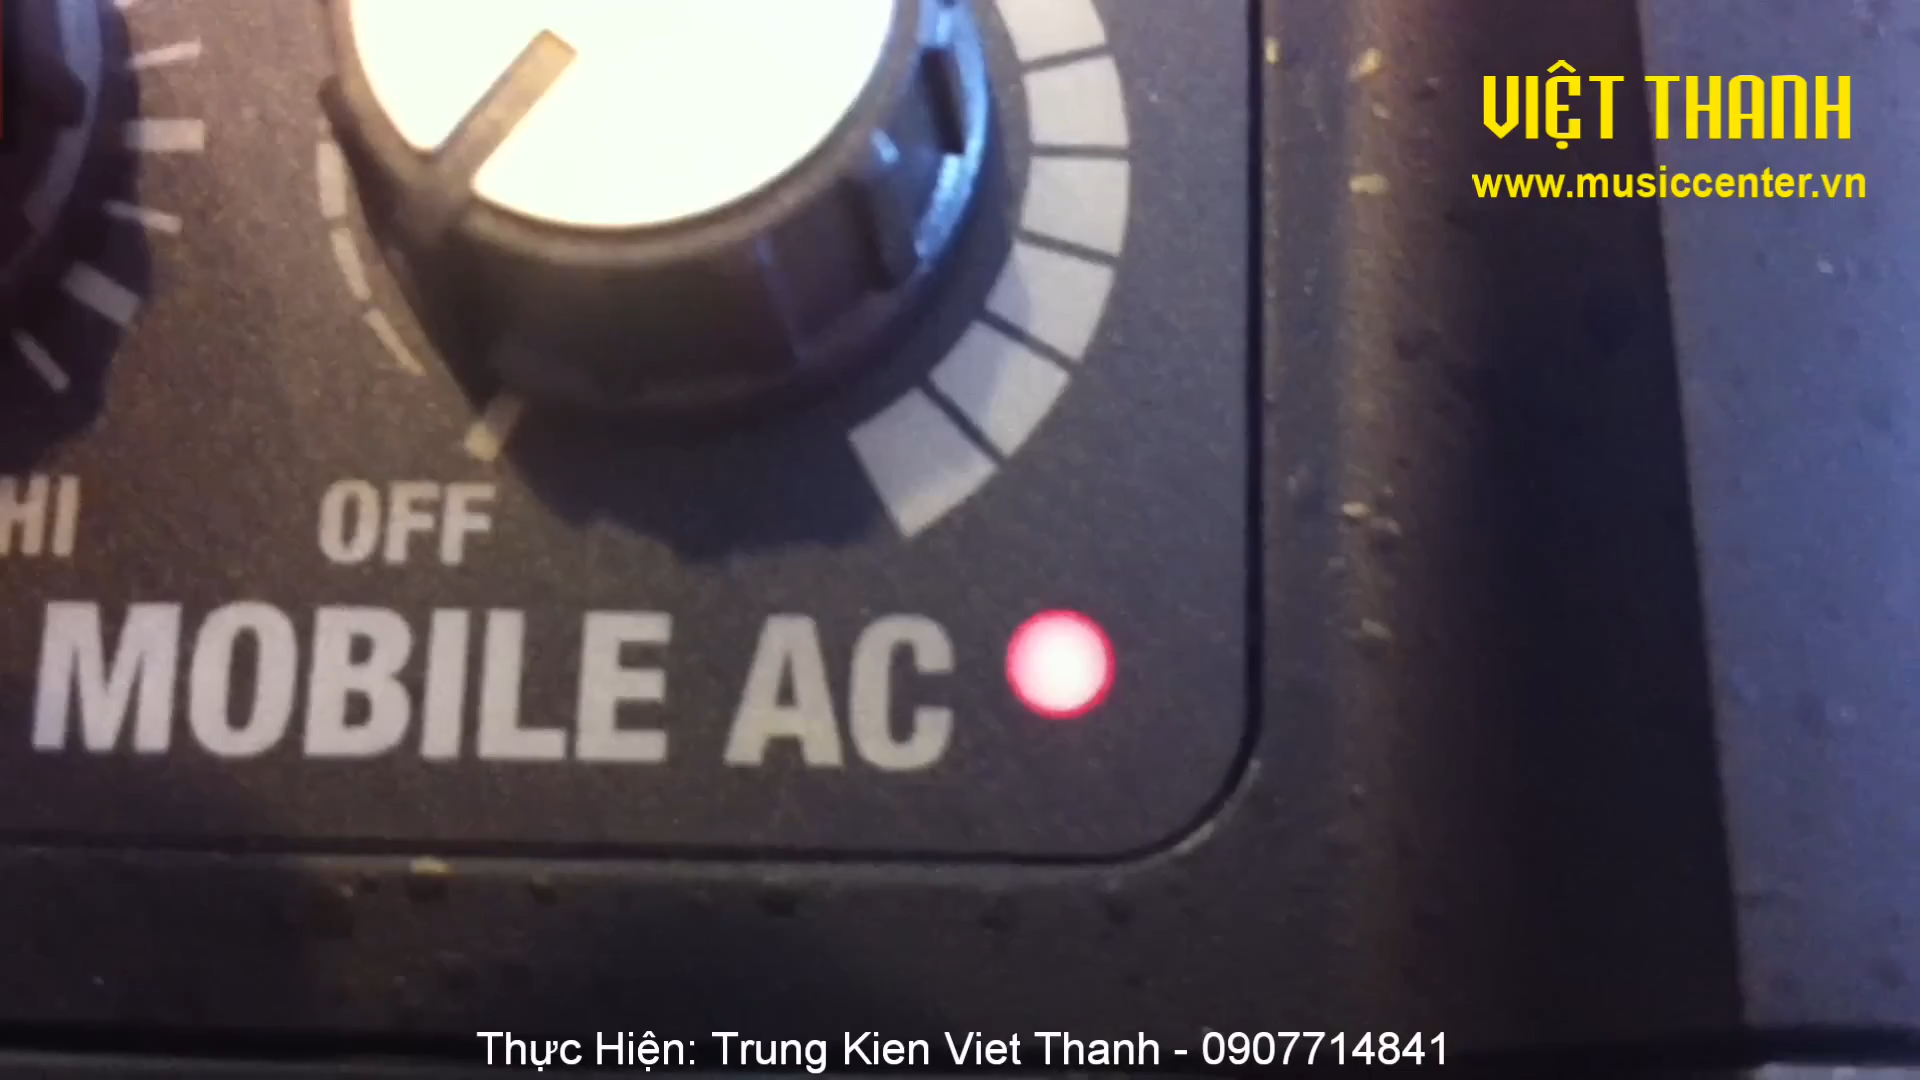 VIỆT THANH
www.musiccenter.vn
HI OFF
MOBILE AC
Thực Hiện: Trung Kien Viet Thanh - 0907714841